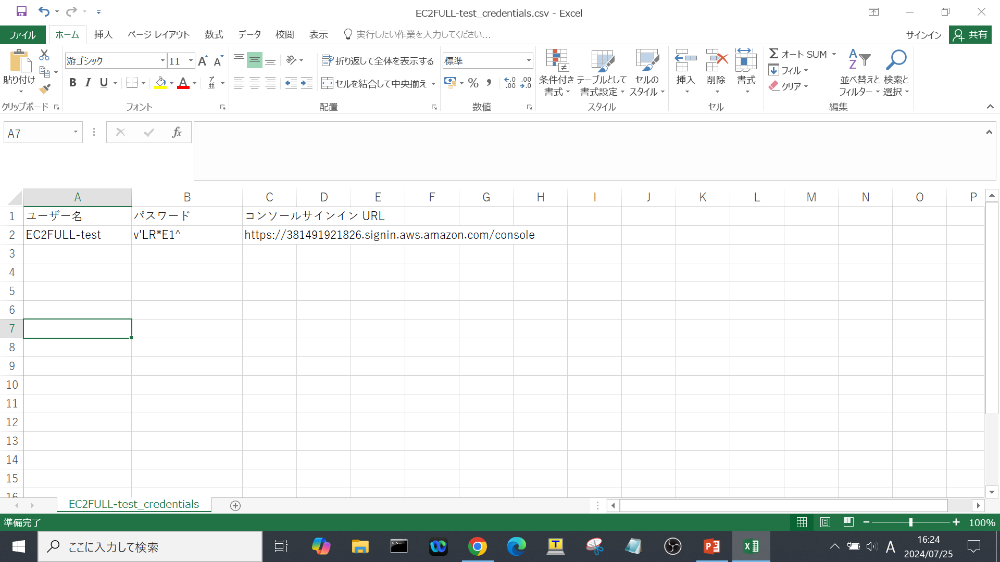 EC2FULL-test_credentials.csv - Excel
ファイル ホーム 挿入 ページ レイアウト 数式 データ 校閲 表示 実行したい作業を入力してください... サインイン 共有
貼り付け
クリップボード
游ゴシック 11 A A
B I U A ア亜
フォント
折り返して全体を表示する
セルを結合して中央揃え
配置
標準
% , .0 .00 .00 .0
数値
条件付き書式 テーブルとして書式設定 セルのスタイル
スタイル
挿入 削除 書式
セル
Σ オート SUM
フィル
クリア
並べ替えとフィルター 検索と選択
編集
A7 fx
A B C D E F G H I J K L M N O P
1 ユーザー名 パスワード コンソールサインイン URL
2 EC2FULL-test v'LR*E1^ https://381491921826.signin.aws.amazon.com/console
3
4
5
6
7
8
9
10
11
12
13
14
15
16
EC2FULL-test_credentials
準備完了 100%
ここに入力して検索 A 16:24
2024/07/25